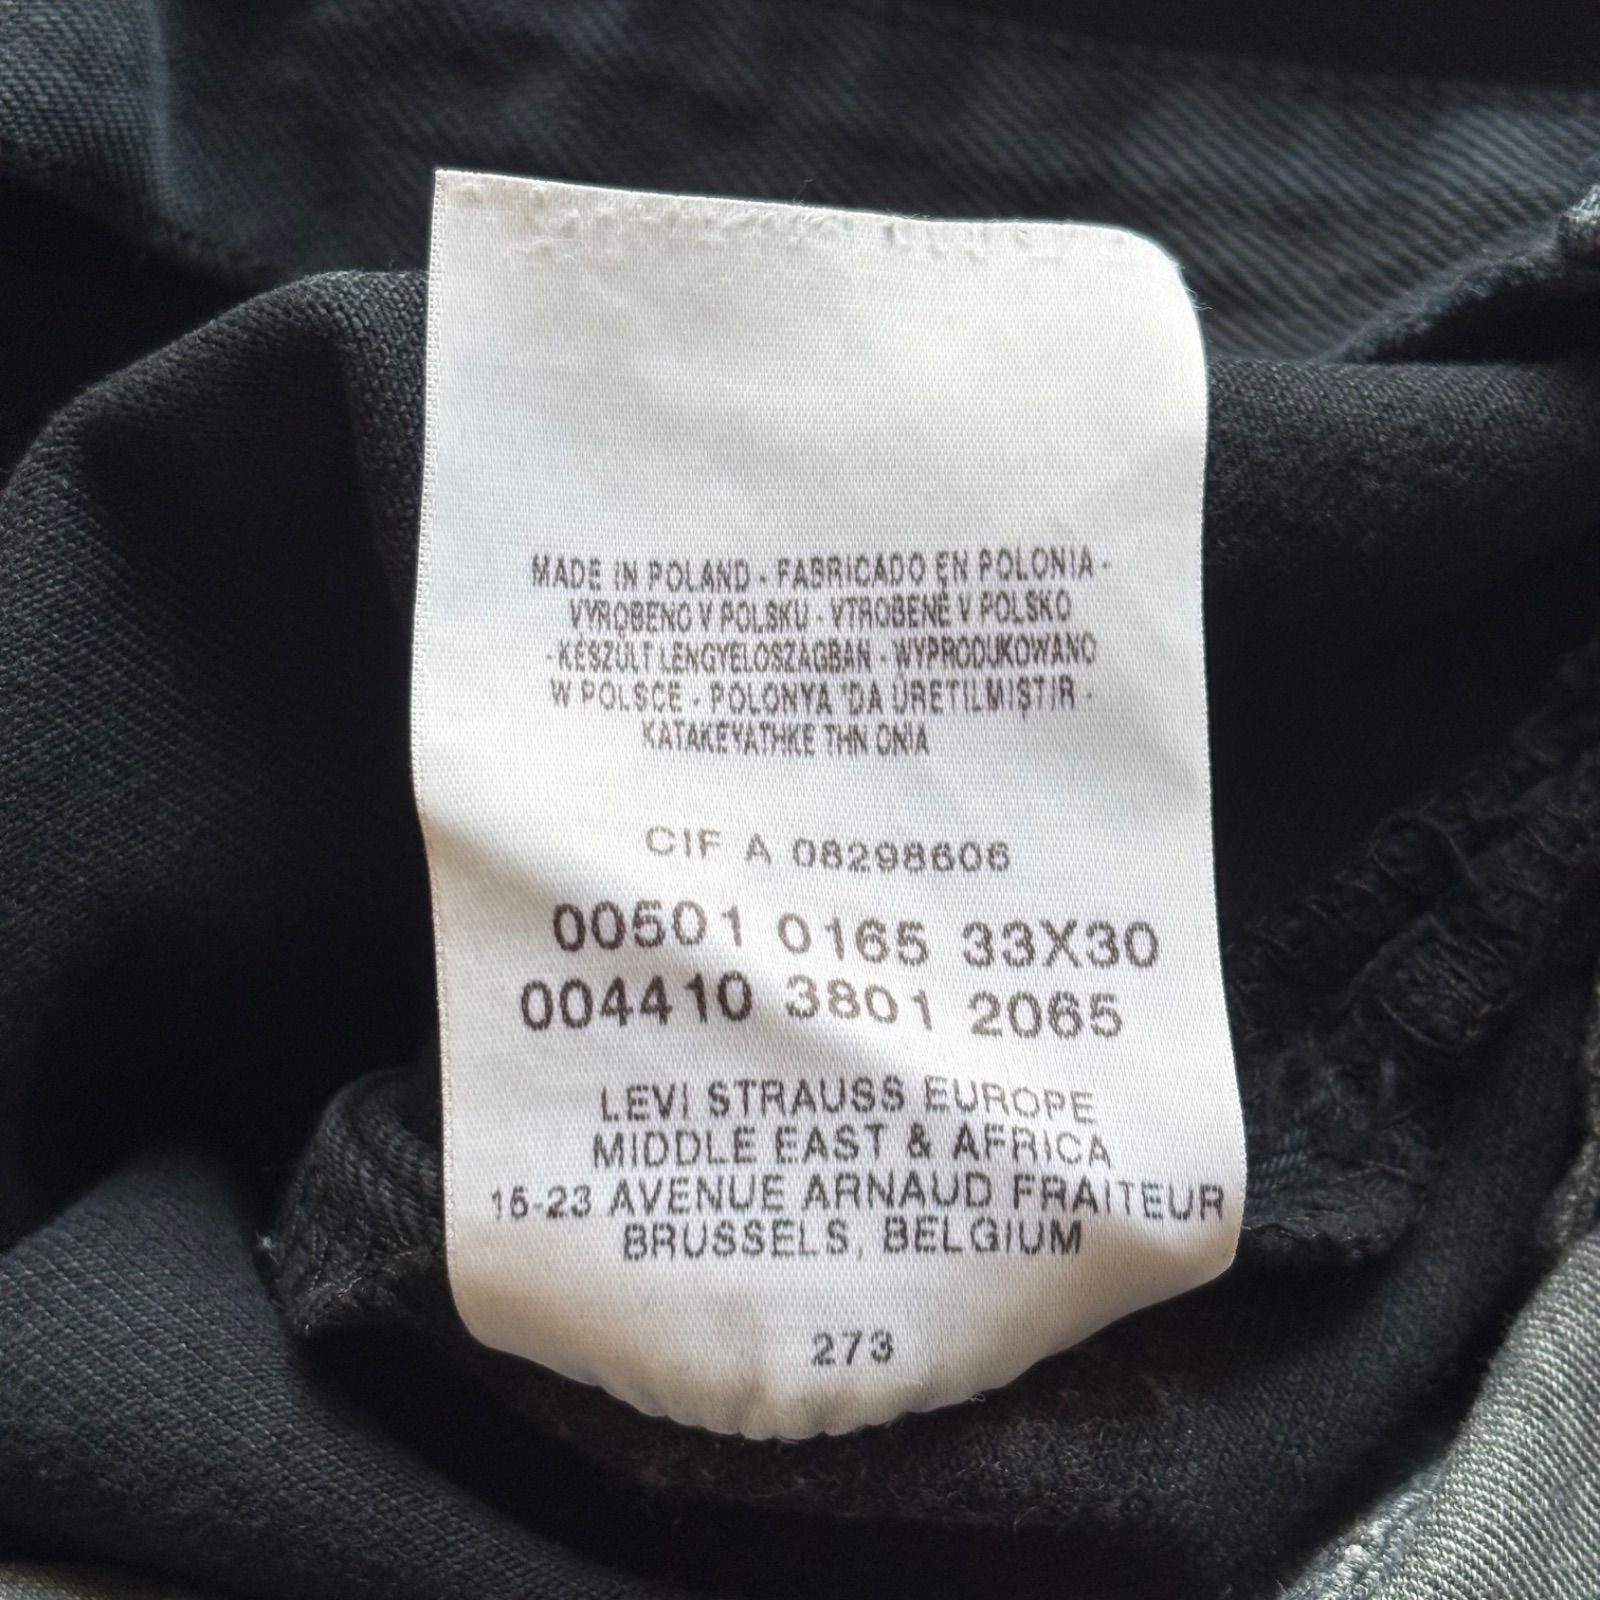 MADE IN POLAND - FABRICADO EN POLONIA -
VYROBENO V POLSKU - VTROBENÉ V POLSKO
- KÉSZÜLT LENGYELOSZÁGBAN - WYPRODUKOWANO
W POLSCE - POLONYA 'DA ÜRETILMIŞTIR -
KATAKEYATHKE THN ONIA
CIF A 08298606
00501 0165 33X30
004410 3801 2065
LEVI STRAUSS EUROPE
MIDDLE EAST & AFRICA
15-23 AVENUE ARNAUD FRAITEUR
BRUSSELS, BELGIUM
273